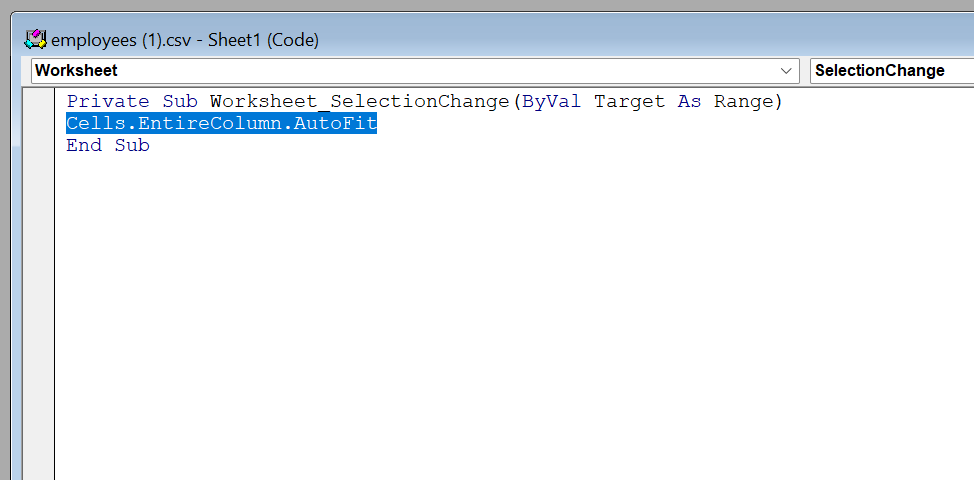 employees (1).csv - Sheet1 (Code)
Worksheet SelectionChange
Private Sub Worksheet_SelectionChange(ByVal Target As Range)
Cells.EntireColumn.AutoFit
End Sub